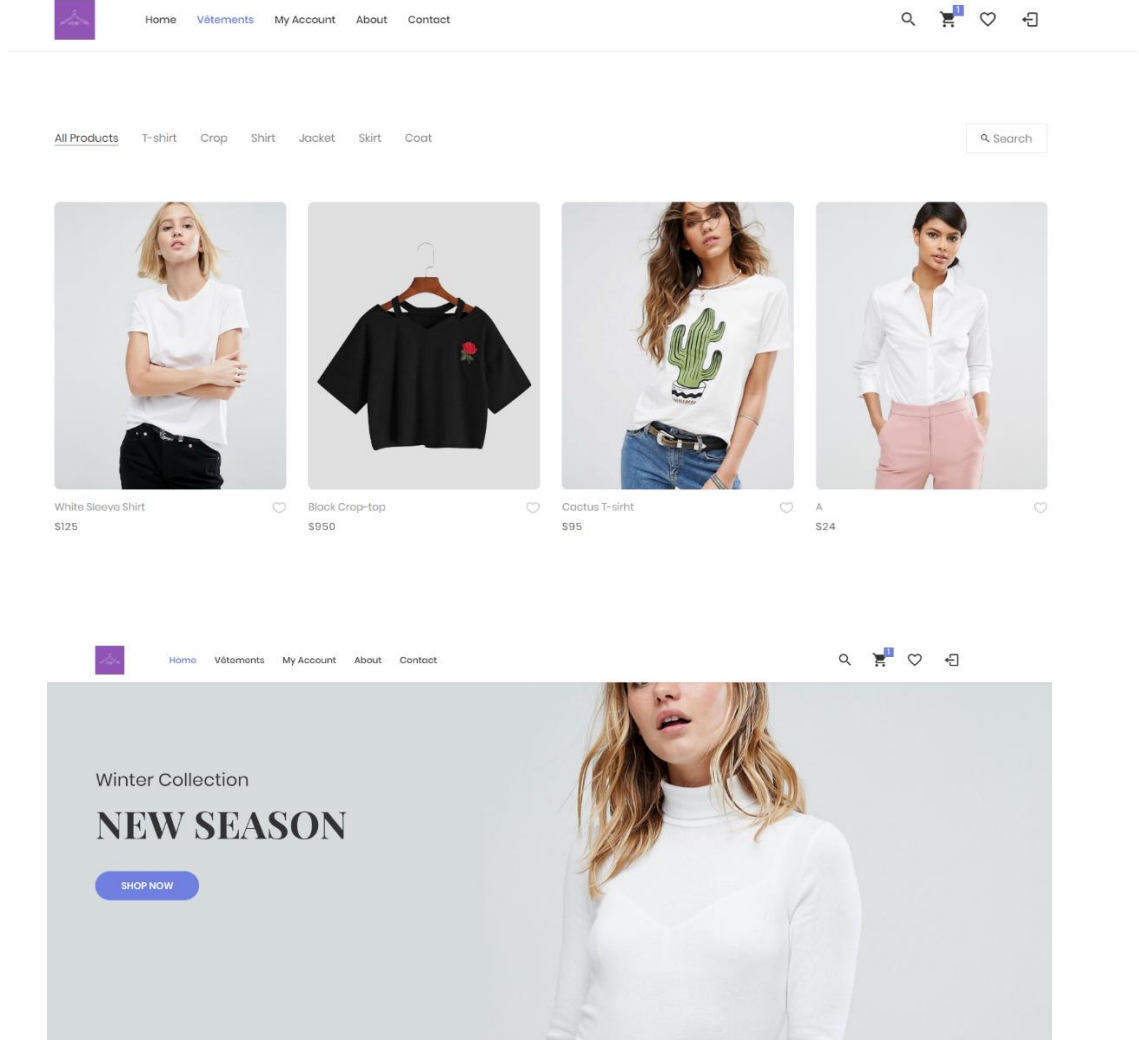 Home Vêtements My Account About Contact
1
All Products T-shirt Crop Shirt Jacket Skirt Coat
Search
White Sleeve Shirt
$125
Black Crop-top
$950
Cactus T-sirht
$95
A
$24
Home Vêtements My Account About Contact
1
Winter Collection
NEW SEASON
SHOP NOW